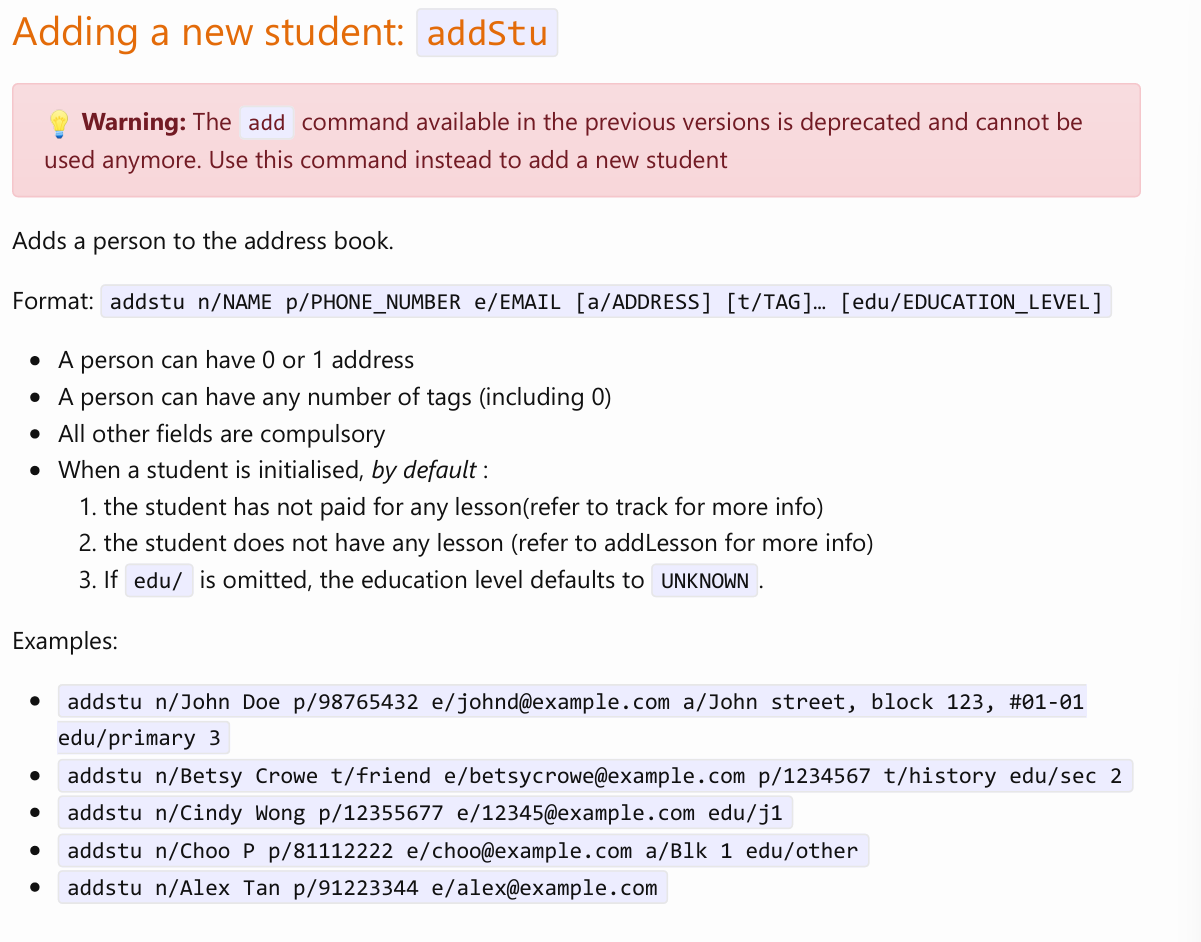 Adding a new student: addStu
💡 Warning: The add command available in the previous versions is deprecated and cannot be
used anymore. Use this command instead to add a new student
Adds a person to the address book.
Format: addstu n/NAME p/PHONE_NUMBER e/EMAIL [a/ADDRESS] [t/TAG]… [edu/EDUCATION_LEVEL]
• A person can have 0 or 1 address
• A person can have any number of tags (including 0)
• All other fields are compulsory
• When a student is initialised, by default :
1. the student has not paid for any lesson(refer to track for more info)
2. the student does not have any lesson (refer to addLesson for more info)
3. If edu/ is omitted, the education level defaults to UNKNOWN .
Examples:
• addstu n/John Doe p/98765432 e/johnd@example.com a/John street, block 123, #01-01
edu/primary 3
• addstu n/Betsy Crowe t/friend e/betsycrowe@example.com p/1234567 t/history edu/sec 2
• addstu n/Cindy Wong p/12355677 e/12345@example.com edu/j1
• addstu n/Choo P p/81112222 e/choo@example.com a/Blk 1 edu/other
• addstu n/Alex Tan p/91223344 e/alex@example.com